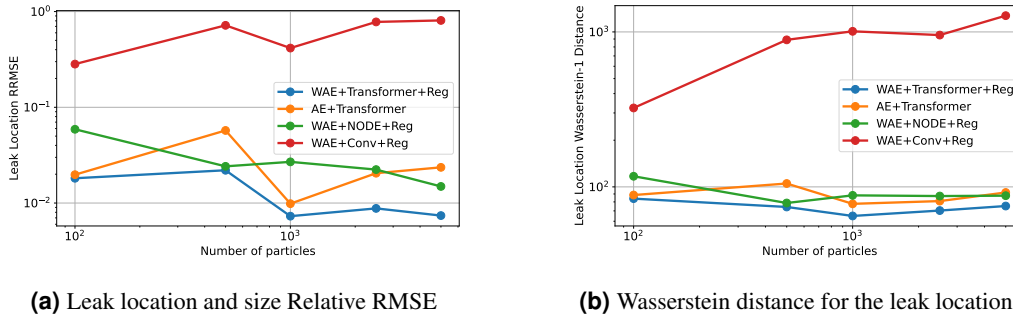 10⁰
10⁻¹
10⁻²
Leak Location RRMSE
WAE+Transformer+Reg
AE+Transformer
WAE+NODE+Reg
WAE+Conv+Reg
10²
10³
Number of particles
(a) Leak location and size Relative RMSE
10³
10²
Leak Location Wasserstein-1 Distance
WAE+Transformer+Reg
AE+Transformer
WAE+NODE+Reg
WAE+Conv+Reg
10²
10³
Number of particles
(b) Wasserstein distance for the leak location